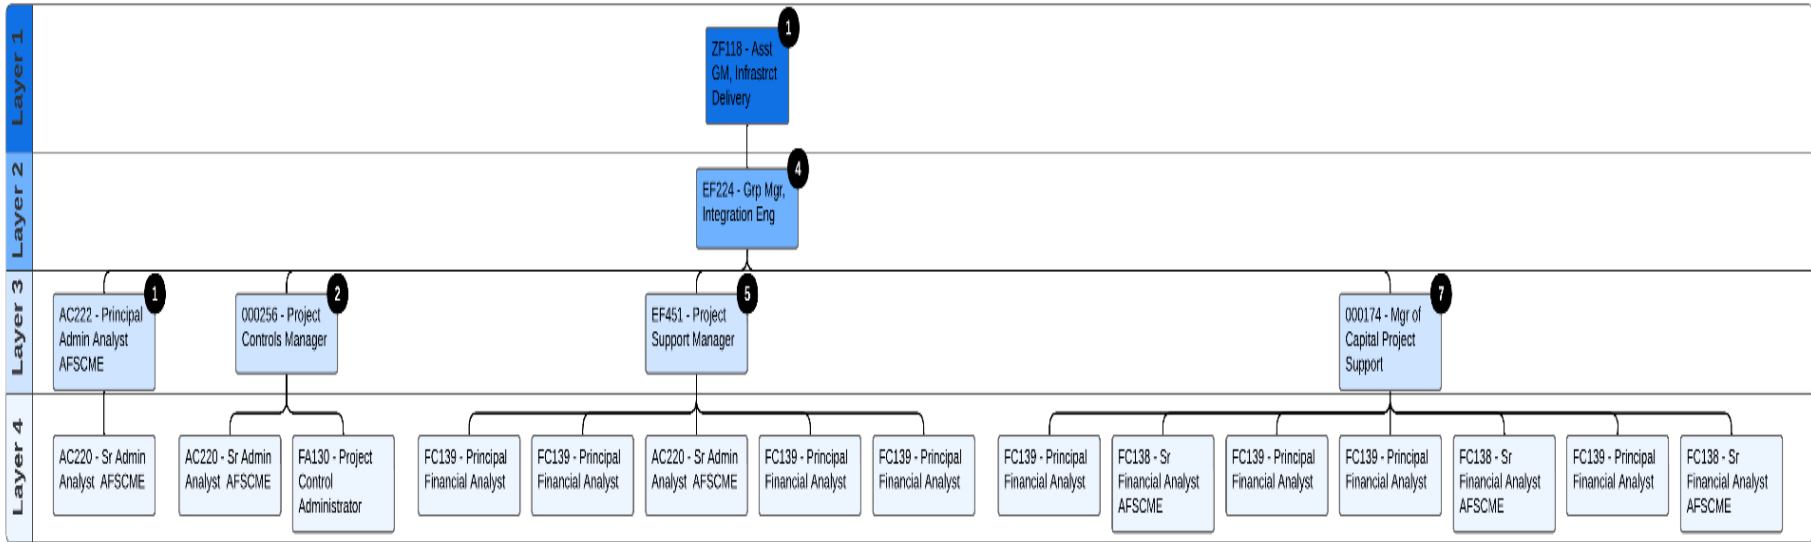 Layer 1
1
ZF118 - Asst
GM, Infrastrct
Delivery
Layer 2
4
EF224 - Grp Mgr,
Integration Eng
Layer 3
1
AC222 - Principal
Admin Analyst
AFSCME
2
000256 - Project
Controls Manager
5
EF451 - Project
Support Manager
7
000174 - Mgr of
Capital Project
Support
Layer 4
AC220 - Sr Admin
Analyst AFSCME
AC220 - Sr Admin
Analyst AFSCME
FA130 - Project
Control
Administrator
FC139 - Principal
Financial Analyst
FC139 - Principal
Financial Analyst
AC220 - Sr Admin
Analyst AFSCME
FC139 - Principal
Financial Analyst
FC139 - Principal
Financial Analyst
FC139 - Principal
Financial Analyst
FC138 - Sr
Financial Analyst
AFSCME
FC139 - Principal
Financial Analyst
FC139 - Principal
Financial Analyst
FC138 - Sr
Financial Analyst
AFSCME
FC139 - Principal
Financial Analyst
FC138 - Sr
Financial Analyst
AFSCME